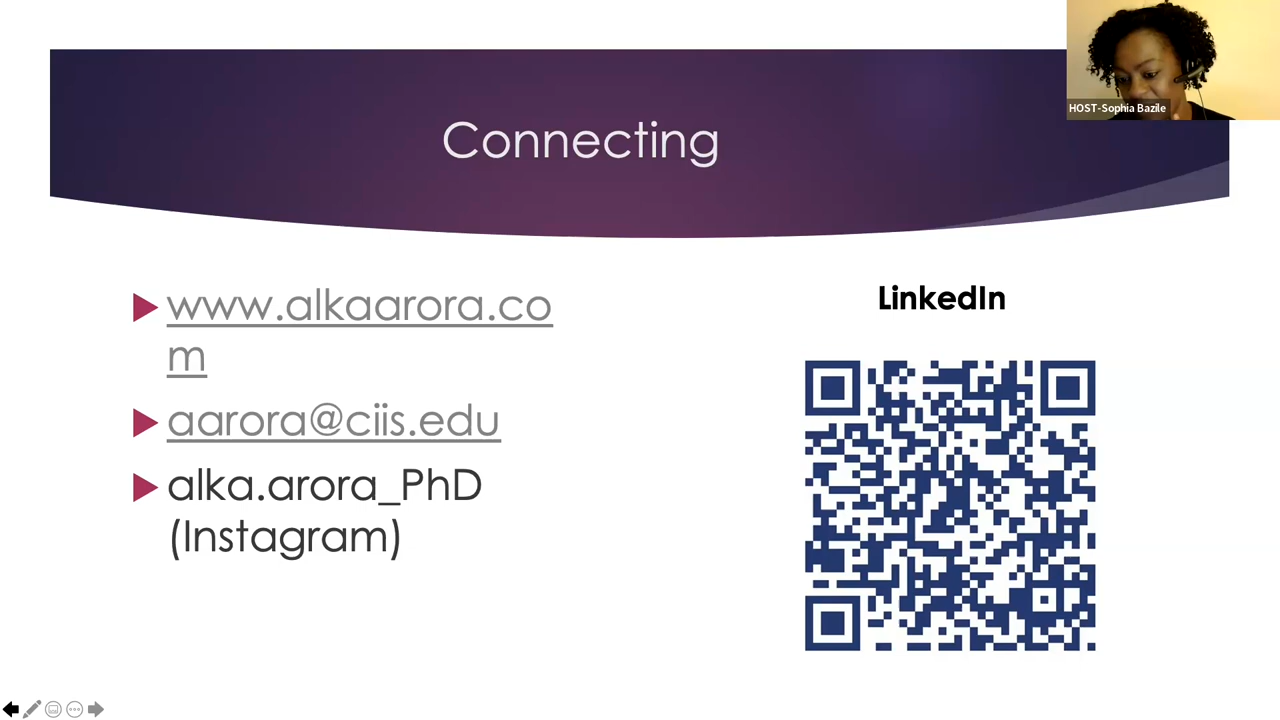 HOST-Sophia Bazile
Connecting
www.alkaarora.co
m
aarora@ciis.edu
alka.arora_PhD
(Instagram)
LinkedIn